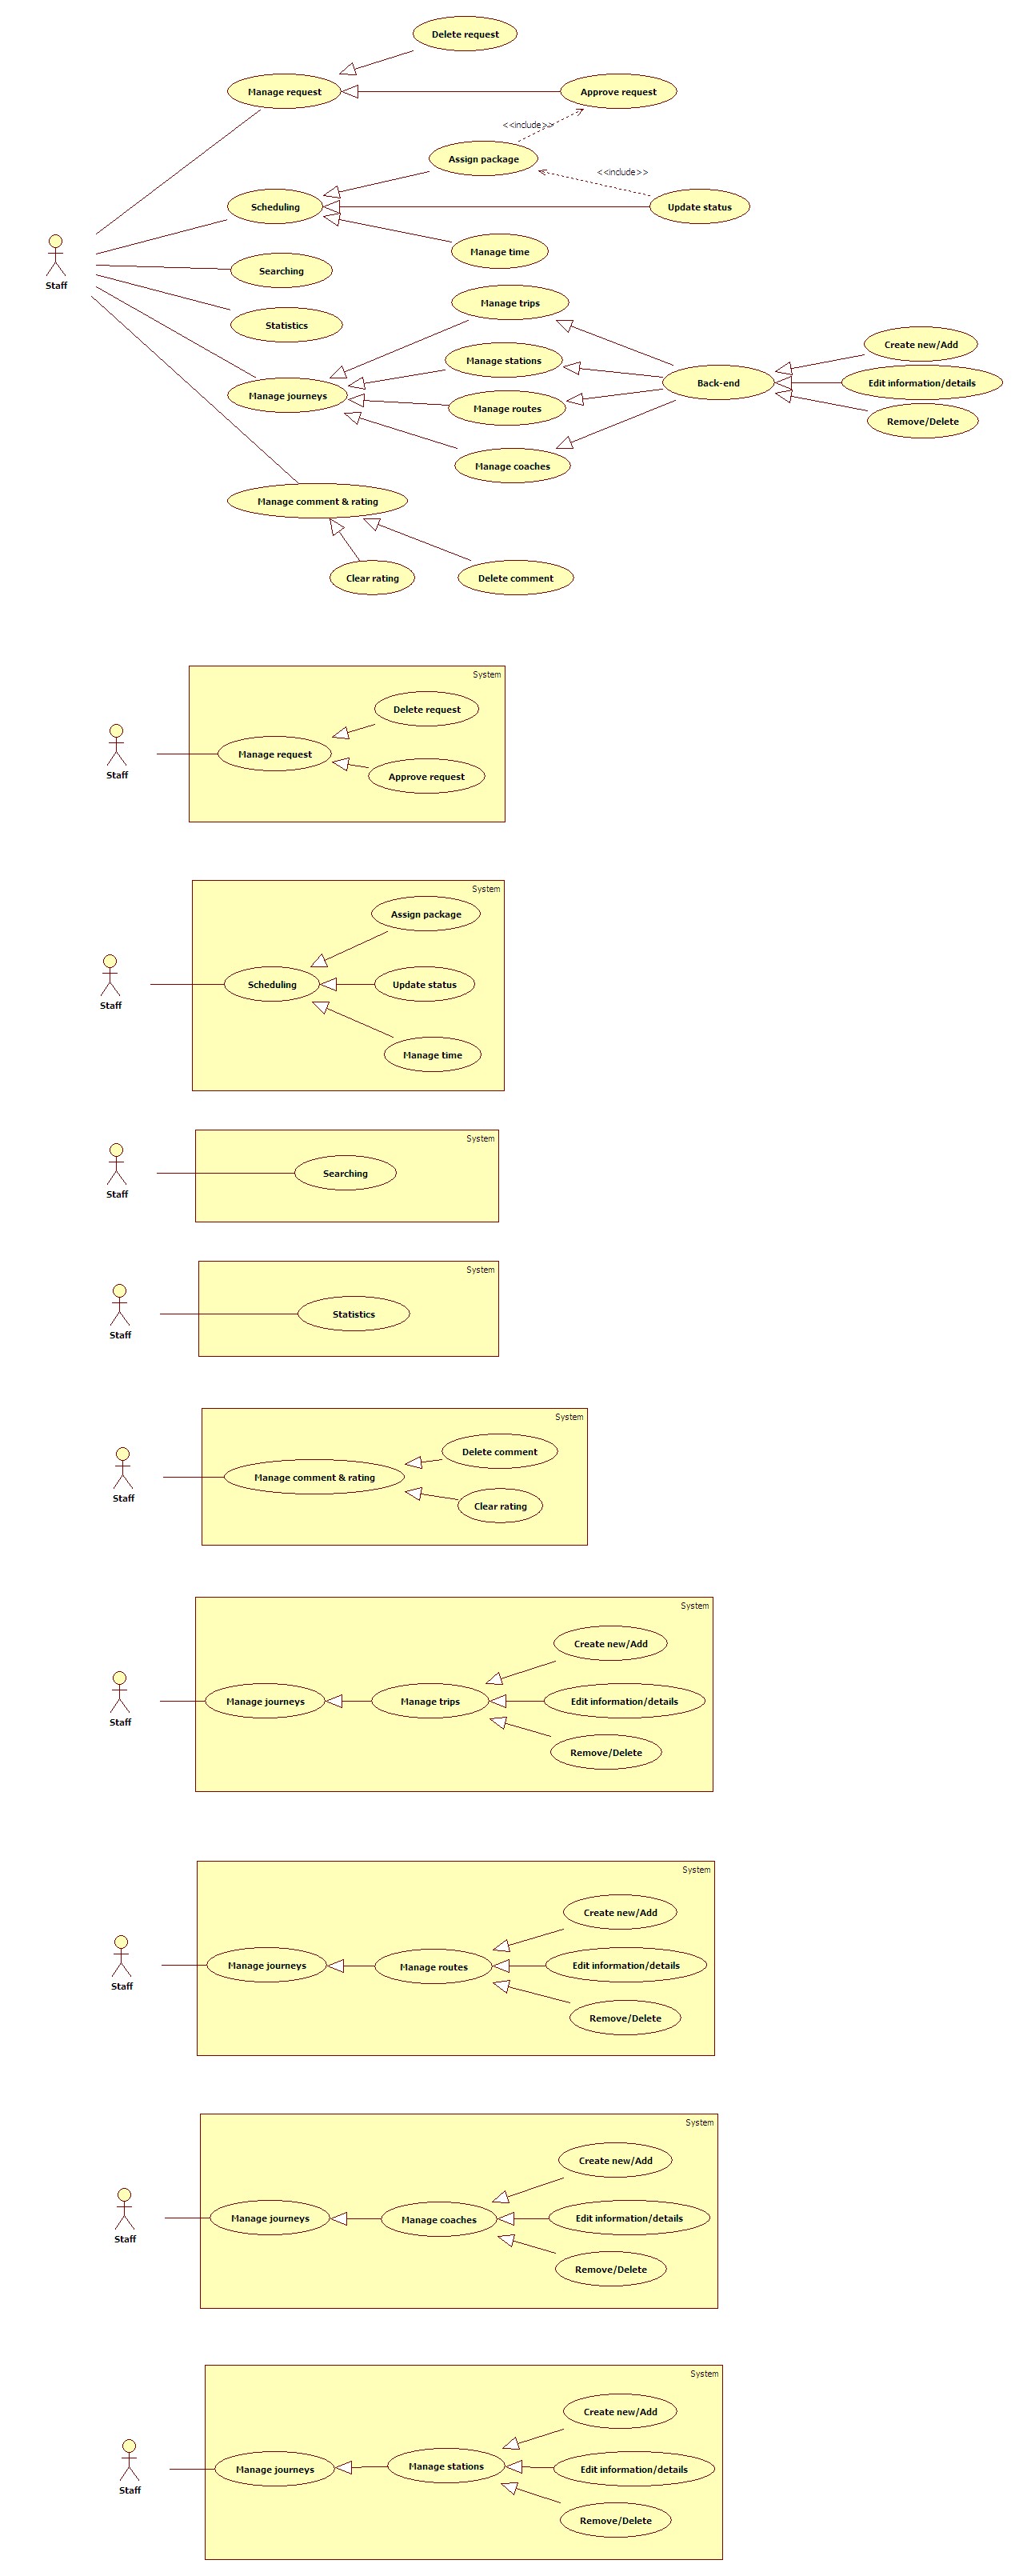 Delete request
Manage request
Approve request
<<include>>
Assign package
<<include>>
Scheduling
Update status
Staff
Manage time
Searching
Manage trips
Statistics
Create new/Add
Manage stations
Back-end
Edit information/details
Manage journeys
Manage routes
Remove/Delete
Manage coaches
Manage comment & rating
Clear rating
Delete comment
System
Delete request
Manage request
Staff
Approve request
System
Assign package
Scheduling
Update status
Staff
Manage time
System
Searching
Staff
System
Statistics
Staff
System
Delete comment
Manage comment & rating
Staff
Clear rating
System
Create new/Add
Manage journeys
Manage trips
Edit information/details
Staff
Remove/Delete
System
Create new/Add
Manage journeys
Manage routes
Edit information/details
Staff
Remove/Delete
System
Create new/Add
Manage journeys
Manage coaches
Edit information/details
Staff
Remove/Delete
System
Create new/Add
Manage journeys
Manage stations
Edit information/details
Staff
Remove/Delete